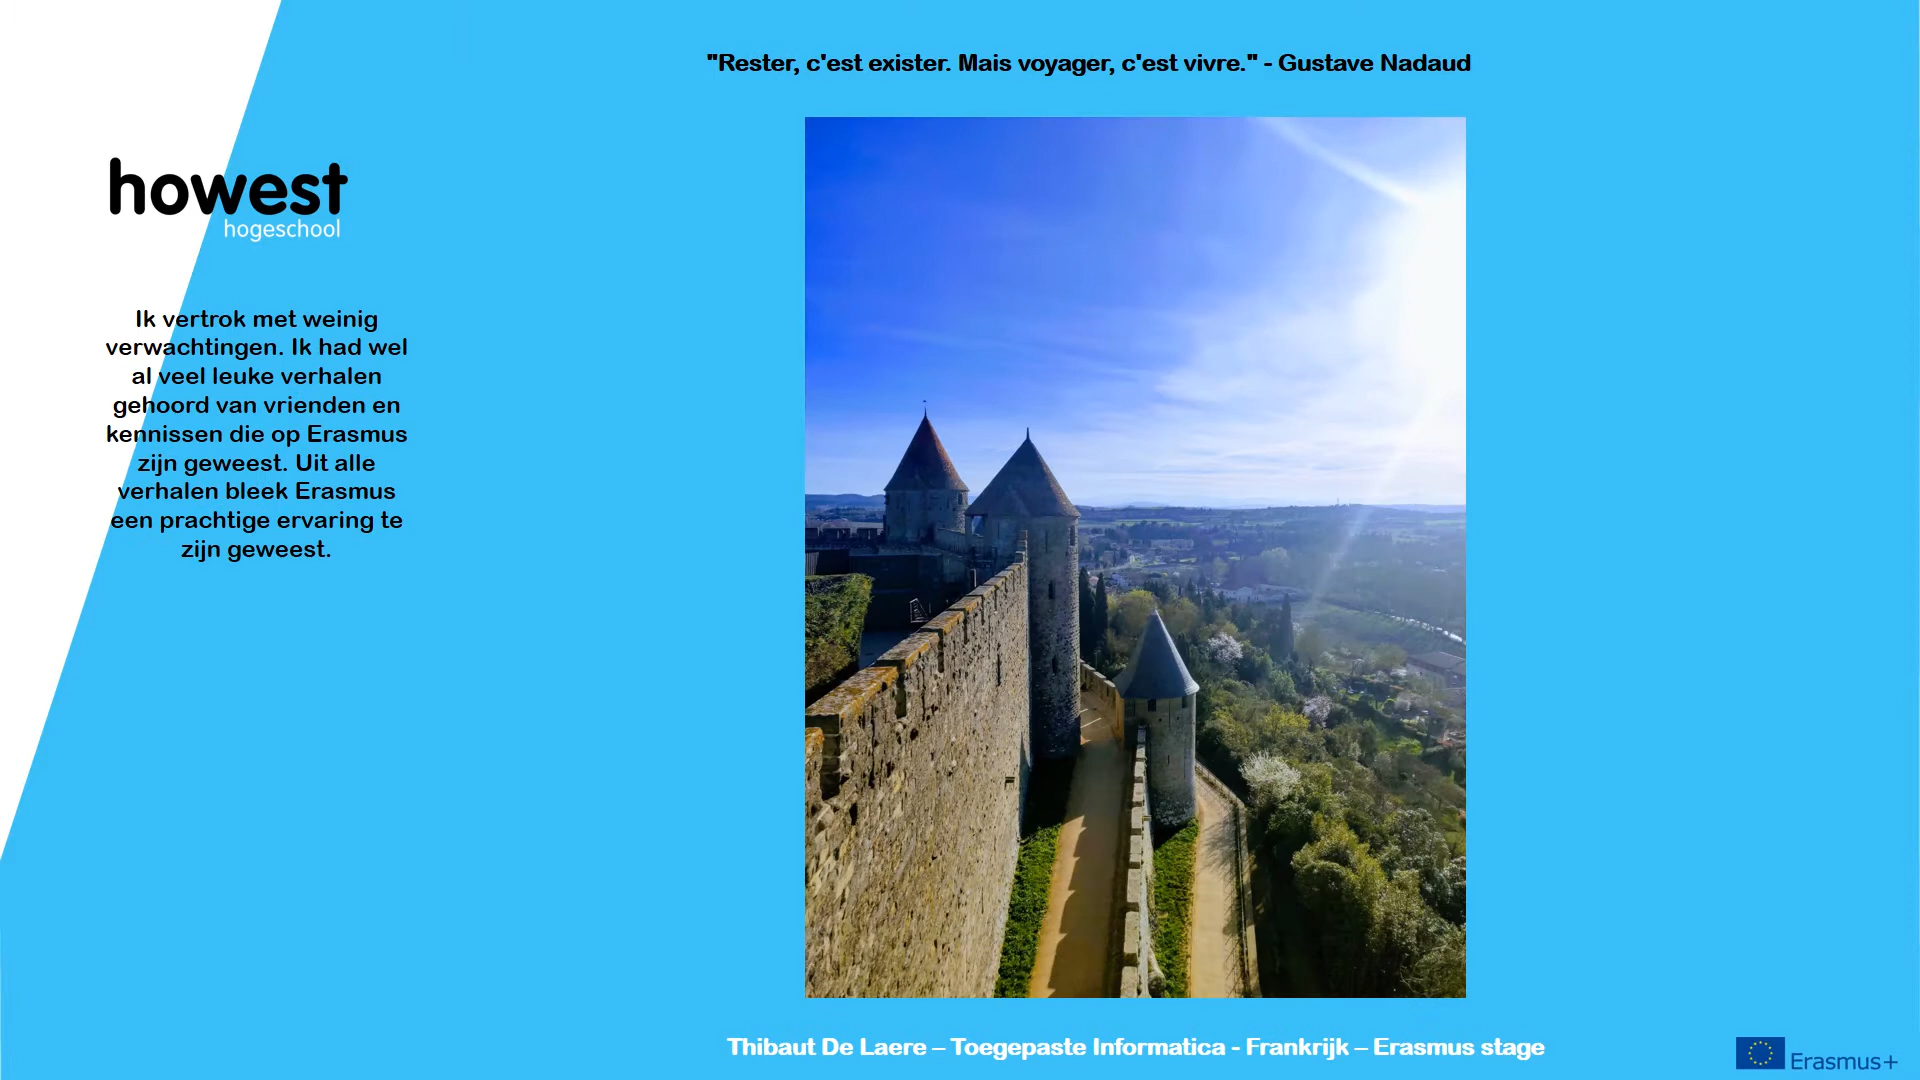 "Rester, c'est exister. Mais voyager, c'est vivre." - Gustave Nadaud
howest
hogeschool
Ik vertrok met weinig
verwachtingen. Ik had wel
al veel leuke verhalen
gehoord van vrienden en
kennissen die op Erasmus
zijn geweest. Uit alle
verhalen bleek Erasmus
een prachtige ervaring te
zijn geweest.
Thibaut De Laere – Toegepaste Informatica - Frankrijk – Erasmus stage
Erasmus+